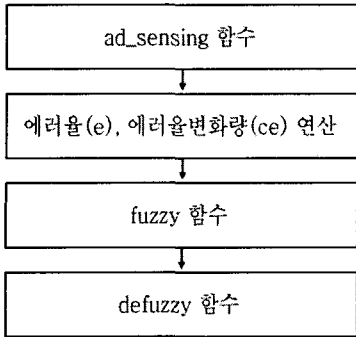 ad_sensing 함수
에러율(e), 에러율변화량(ce) 연산
fuzzy 함수
defuzzy 함수